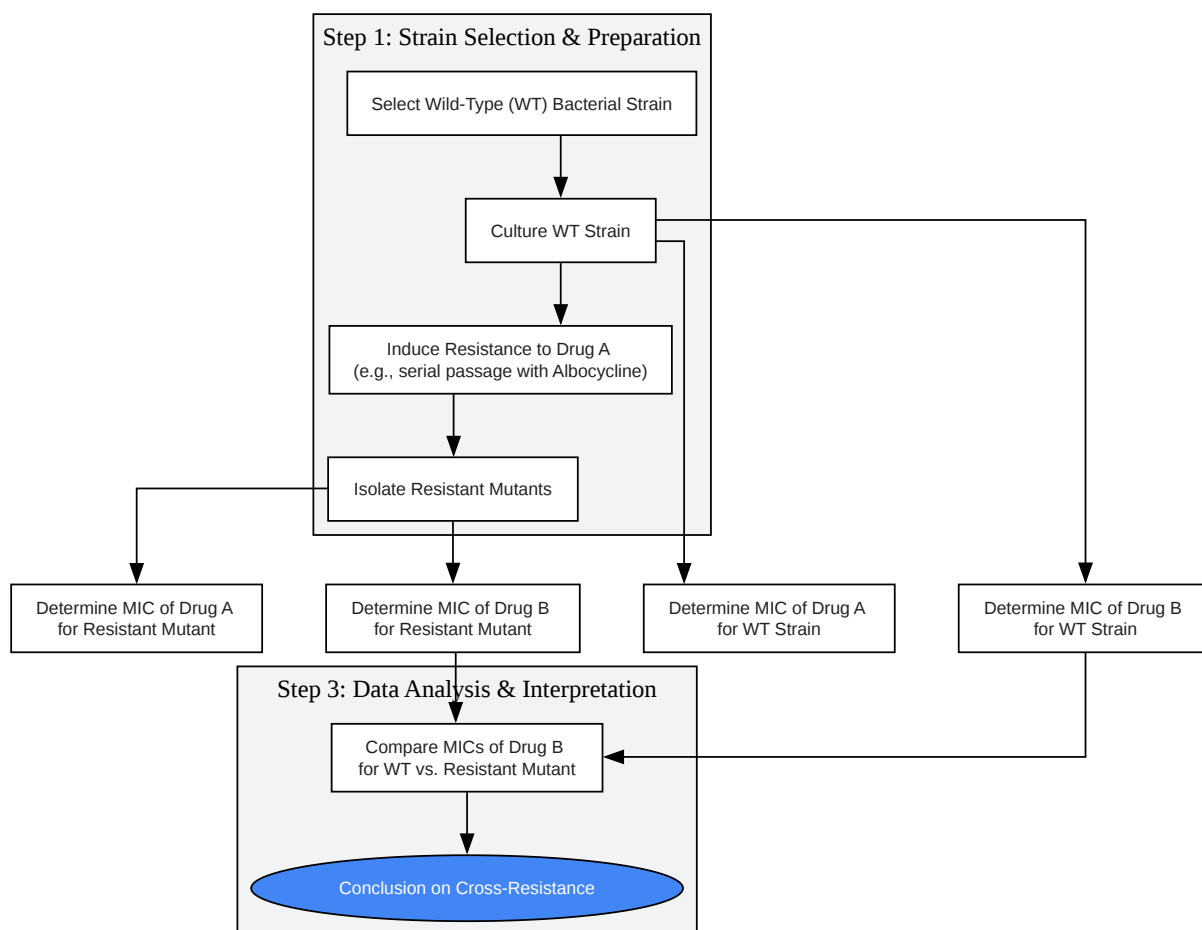 Step 1: Strain Selection & Preparation
Select Wild-Type (WT) Bacterial Strain
Culture WT Strain
Induce Resistance to Drug A
(e.g., serial passage with Albocycline)
Isolate Resistant Mutants
Determine MIC of Drug A
for Resistant Mutant
Determine MIC of Drug B
for Resistant Mutant
Determine MIC of Drug A
for WT Strain
Determine MIC of Drug B
for WT Strain
Step 3: Data Analysis & Interpretation
Compare MICs of Drug B
for WT vs. Resistant Mutant
Conclusion on Cross-Resistance